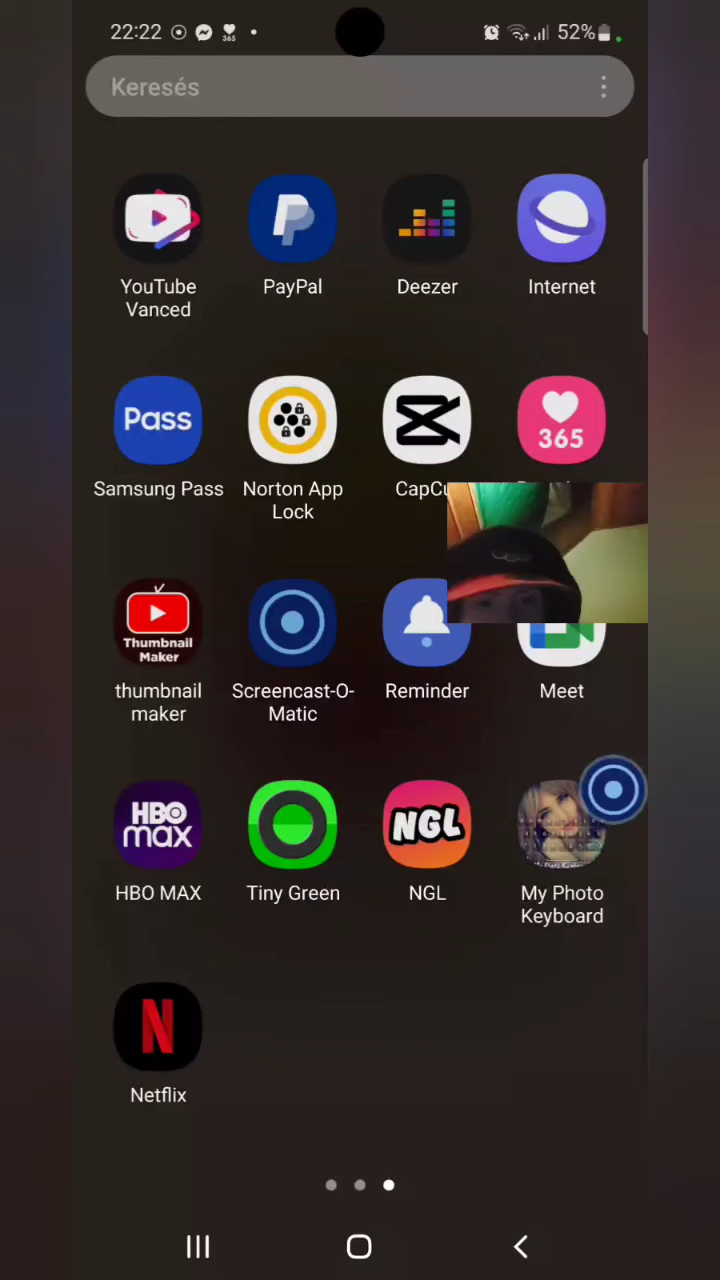 22:22
365
52%
Keresés
YouTube PayPal Deezer Internet
Vanced
Pass
365
Samsung Pass Norton App CapCu
Lock
Thumbnail
Maker
thumbnail Screencast-O- Reminder Meet
maker Matic
HBO
max
NGL
HBO MAX Tiny Green NGL My Photo
Keyboard
N
Netflix